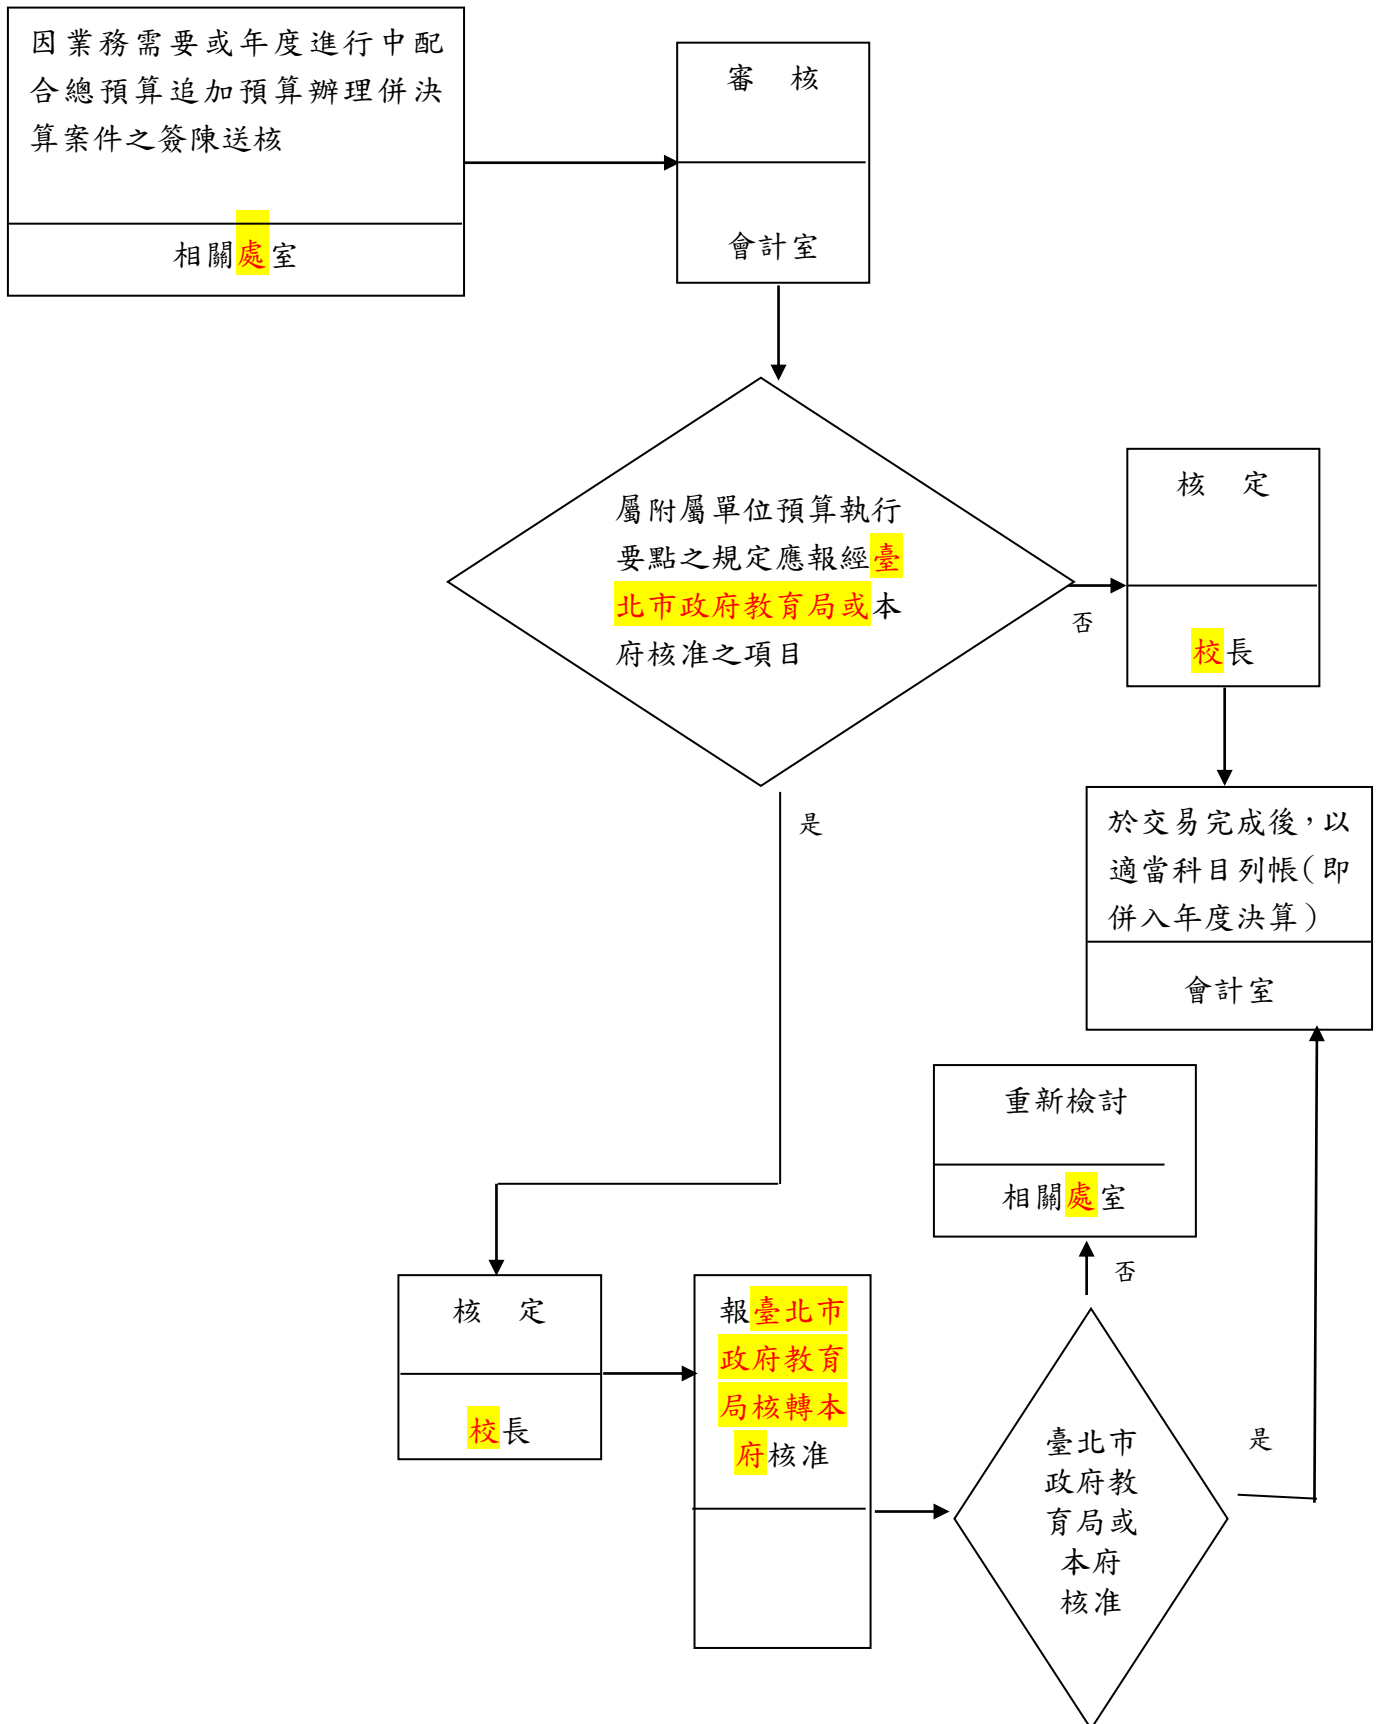 因業務需要或年度進行中配
合總預算追加預算辦理併決
算案件之簽陳送核
相關處室
審　核
會計室
屬附屬單位預算執行
要點之規定應報經臺
北市政府教育局或本
府核准之項目
否
核　定
校長
是
於交易完成後，以
適當科目列帳（即
併入年度決算）
會計室
重新檢討
相關處室
否
核　定
校長
報臺北市
政府教育
局核轉本
府核准
臺北市
政府教
育局或
本府
核准
是